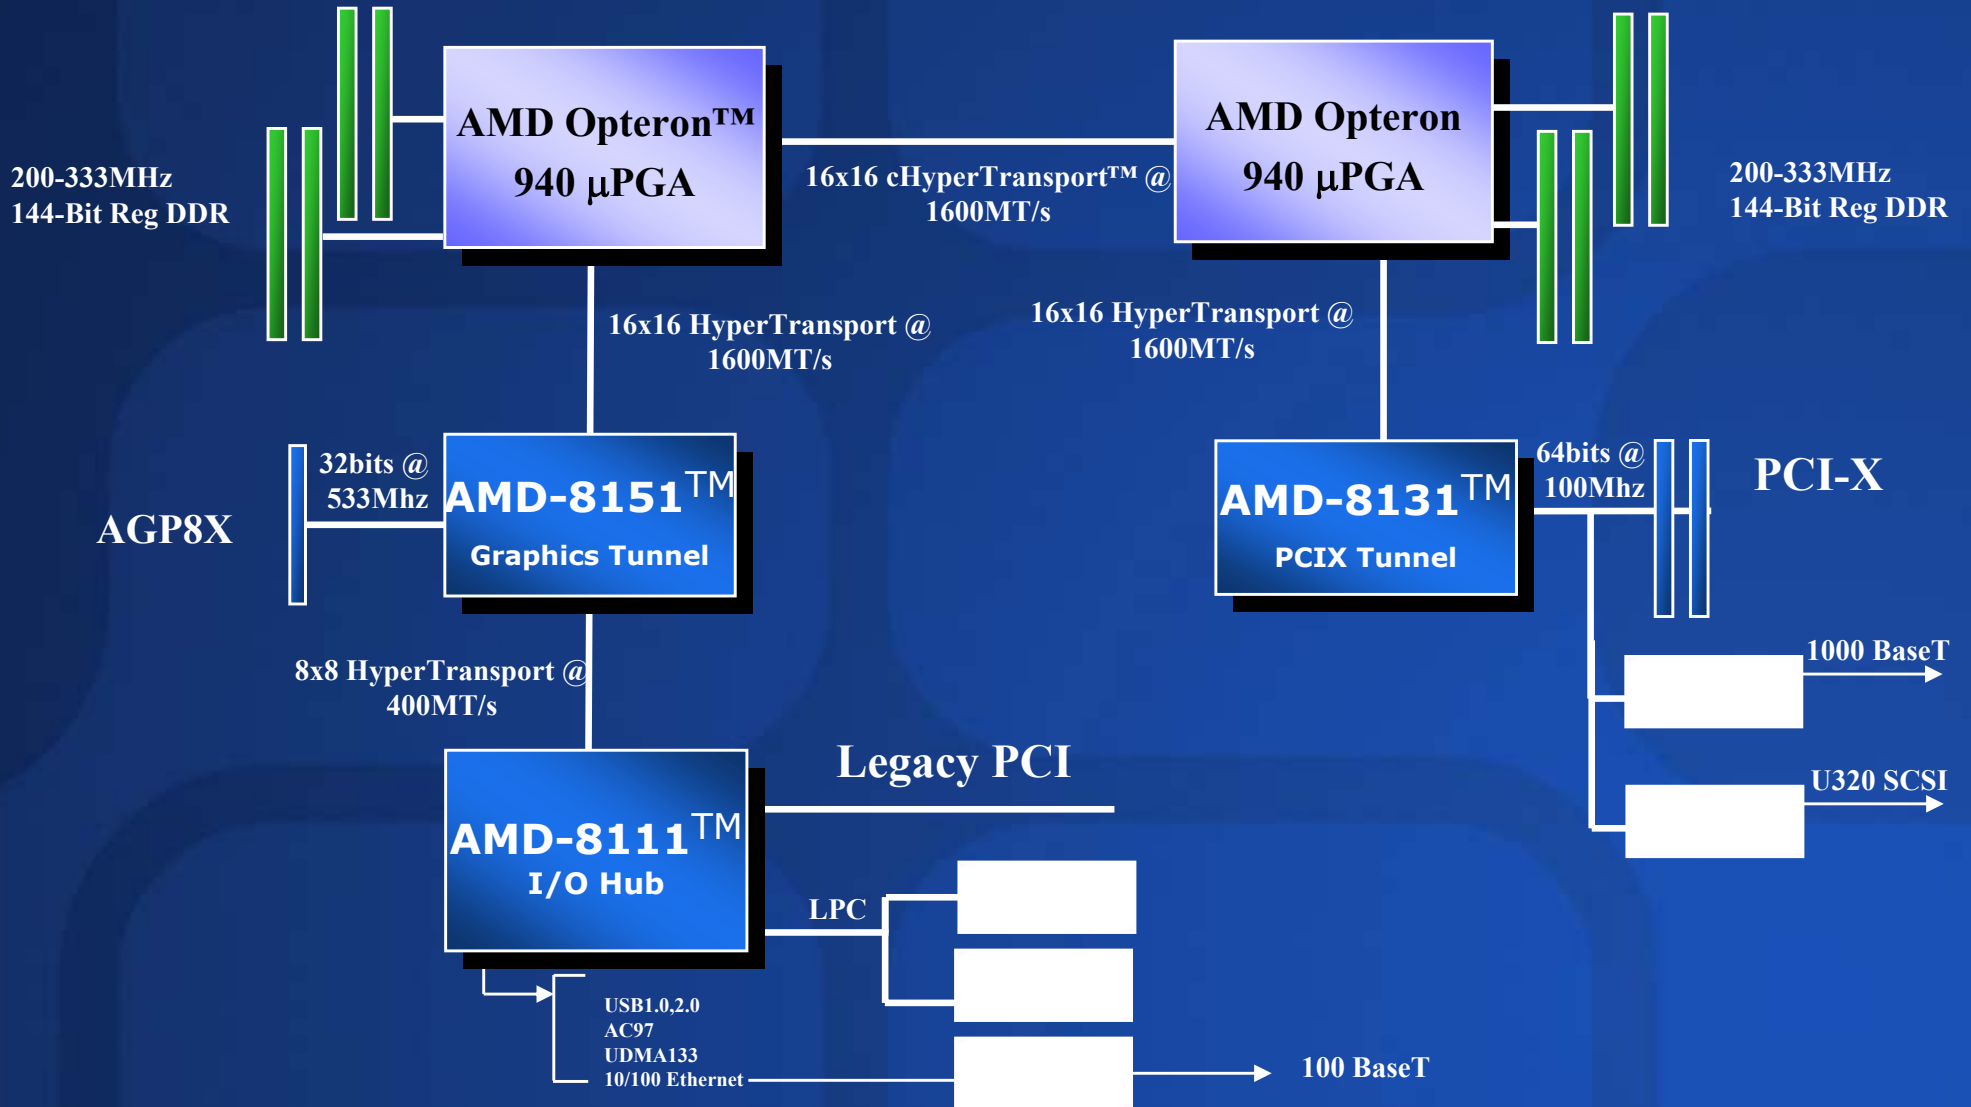 AMD Opteron™
940 μPGA
AMD Opteron
940 μPGA
200-333MHz
144-Bit Reg DDR
16x16 cHyperTransport™ @
1600MT/s
200-333MHz
144-Bit Reg DDR
16x16 HyperTransport @
1600MT/s
16x16 HyperTransport @
1600MT/s
AGP8X
32bits @
533Mhz
AMD-8151™
Graphics Tunnel
AMD-8131™
PCIX Tunnel
64bits @
100Mhz
PCI-X
8x8 HyperTransport @
400MT/s
1000 BaseT
U320 SCSI
Legacy PCI
AMD-8111™
I/O Hub
LPC
USB1.0,2.0
AC97
UDMA133
10/100 Ethernet
100 BaseT